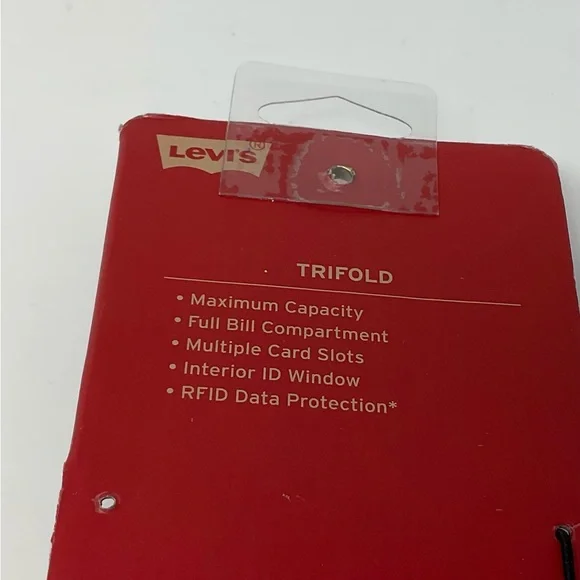 Levi's®
TRIFOLD
• Maximum Capacity
• Full Bill Compartment
• Multiple Card Slots
• Interior ID Window
• RFID Data Protection*